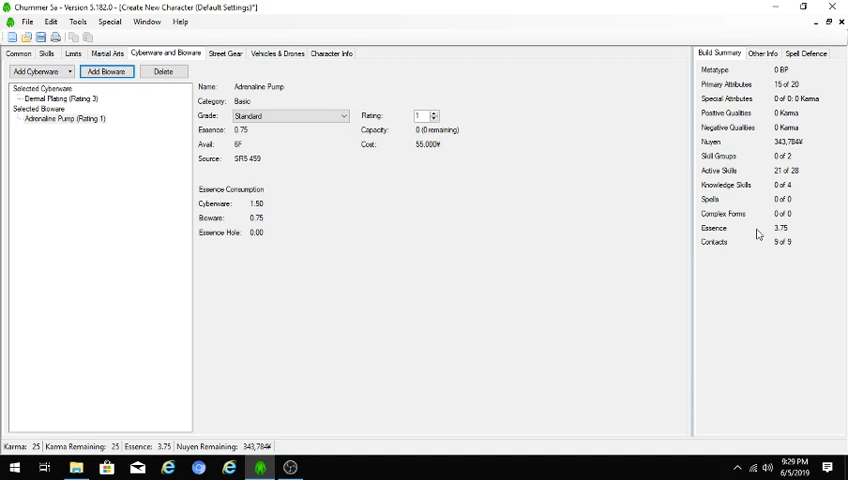 Chummer 5a - Version 5.182.0 - [Create New Character (Default Settings)*]
File Edit Tools Special Window Help
Common Skills Limits Martial Arts Cyberware and Bioware Street Gear Vehicles & Drones Character Info
Add Cyberware Add Bioware Delete
Selected Cyberware
Dermal Plating (Rating 3)
Selected Bioware
Adrenaline Pump (Rating 1)
Name: Adrenaline Pump
Category: Basic
Grade: Standard Rating: 1
Essence: 0.75 Capacity: 0 (0 remaining)
Avail: 6F Cost: 55,000¥
Source: SR5 459
Essence Consumption
Cyberware: 1.50
Bioware: 0.75
Essence Hole: 0.00
Build Summary Other Info Spell Defence
Metatype 0 BP
Primary Attributes 15 of 20
Special Attributes 0 of 0: 0 Karma
Positive Qualities 0 Karma
Negative Qualities 0 Karma
Nuyen 343,784¥
Skill Groups 0 of 2
Active Skills 21 of 28
Knowledge Skills 0 of 4
Spells 0 of 0
Complex Forms 0 of 0
Essence 3.75
Contacts 9 of 9
Karma: 25 Karma Remaining: 25 Essence: 3.75 Nuyen Remaining: 343,784¥
9:29 PM
6/5/2019